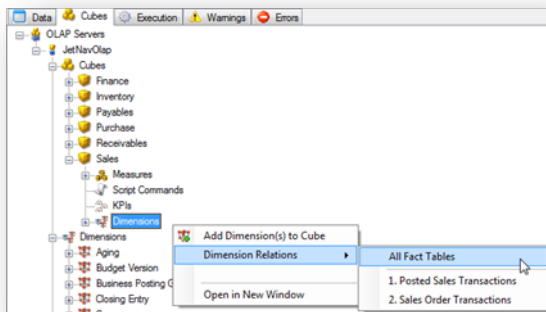 Data Cubes Execution Warnings Errors
OLAP Servers
JetNavOlap
Cubes
Finance
Inventory
Payables
Purchase
Receivables
Sales
Measures
Script Commands
KPIs
Dimensions
Add Dimension(s) to Cube
Dimensions
Dimension Relations
All Fact Tables
Aging
Budget Version
1. Posted Sales Transactions
Business Posting
Open in New Window
2. Sales Order Transactions
Closing Entry